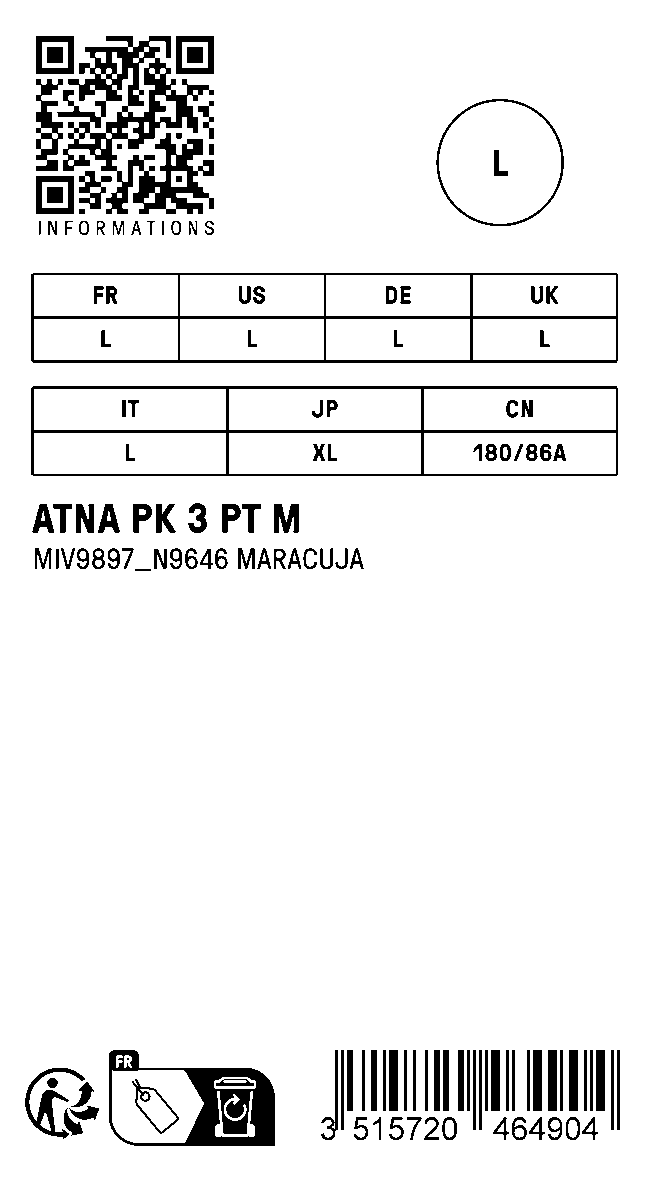 L
INFORMATIONS
FR US DE UK
L L L L
IT JP CN
L XL 180/86A
ATNA PK 3 PT M
MIV9897_N9646 MARACUJA
FR
3 515720 464904